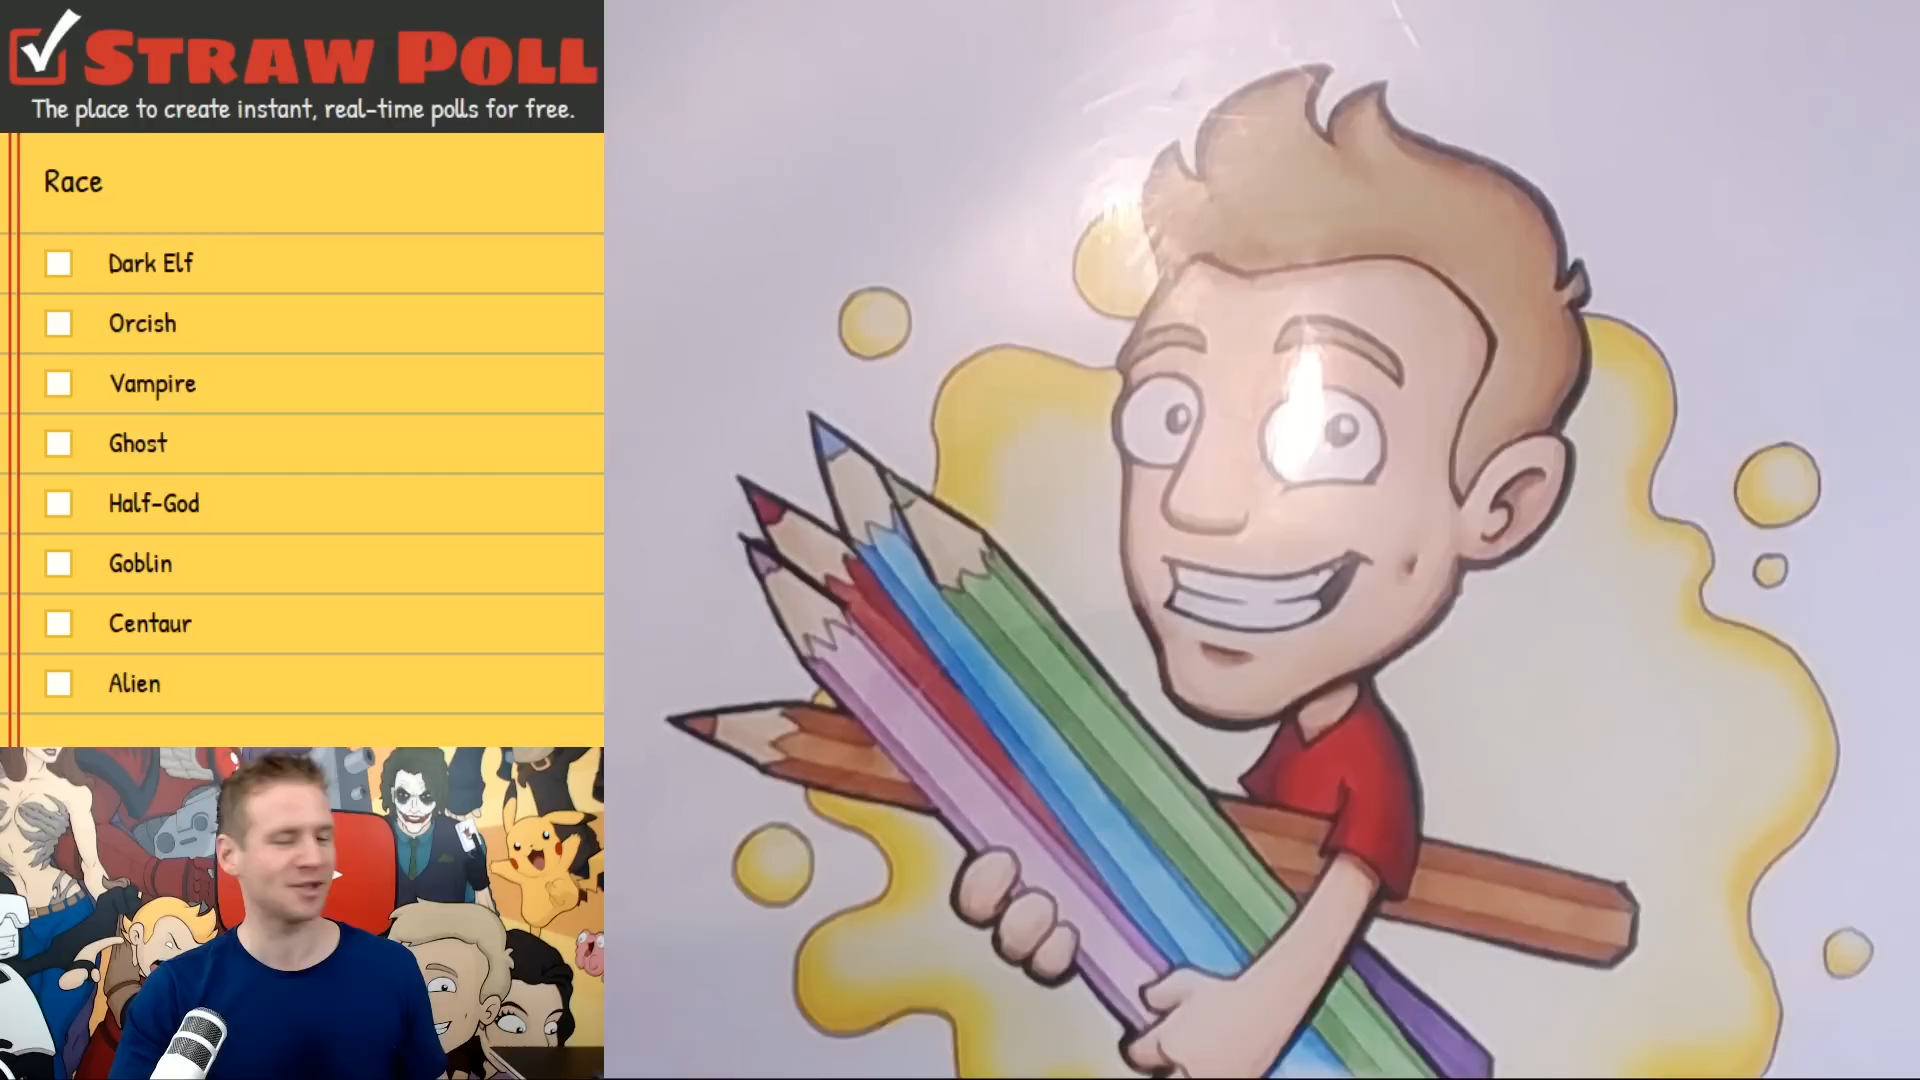 STRAW POLL
The place to create instant, real-time polls for free.
Race
Dark Elf
Orcish
Vampire
Ghost
Half-God
Goblin
Centaur
Alien